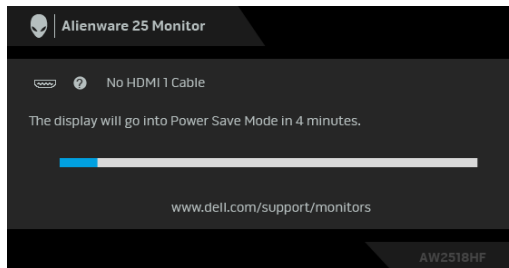 Alienware 25 Monitor
? No HDMI 1 Cable
The display will go into Power Save Mode in 4 minutes.
www.dell.com/support/monitors
AW2518HF